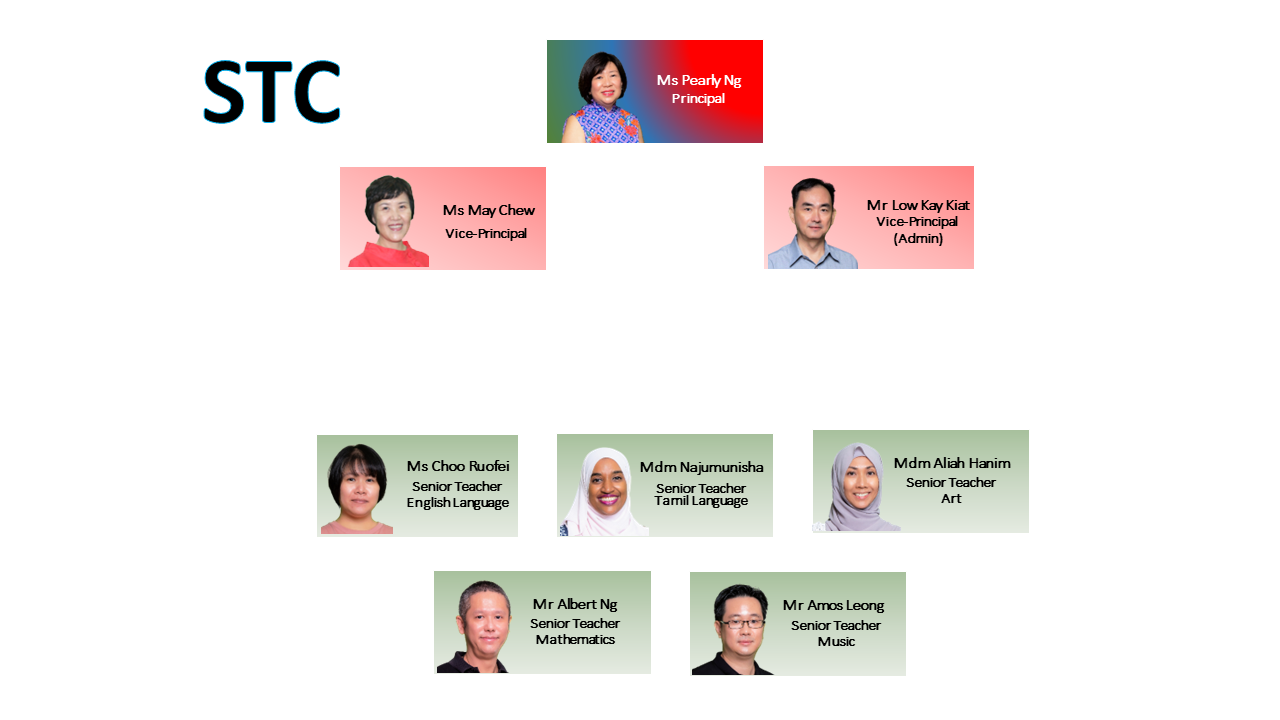 STC
Ms Pearly Ng
Principal
Ms May Chew
Vice-Principal
Mr Low Kay Kiat
Vice-Principal
(Admin)
Ms Choo Ruofei
Senior Teacher
English Language
Mdm Najumunisha
Senior Teacher
Tamil Language
Mdm Aliah Hanim
Senior Teacher
Art
Mr Albert Ng
Senior Teacher
Mathematics
Mr Amos Leong
Senior Teacher
Music